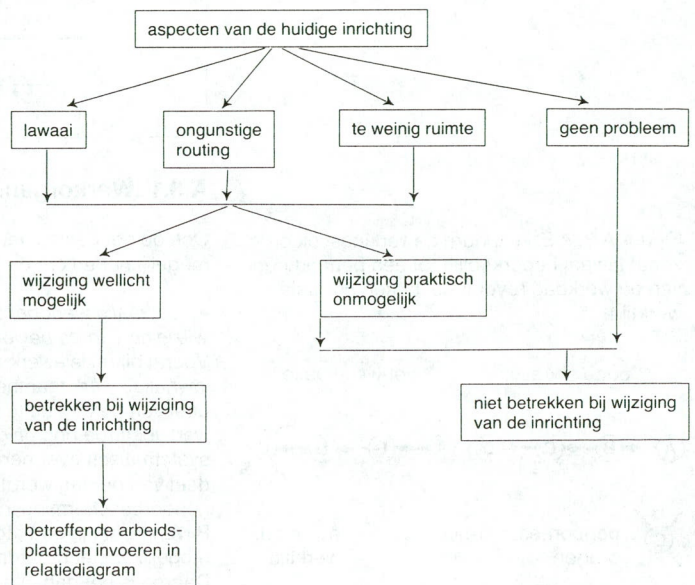 aspecten van de huidige inrichting
lawaai
ongunstige
routing
te weinig ruimte
geen probleem
wijziging wellicht
mogelijk
wijziging praktisch
onmogelijk
betrekken bij wijziging
van de inrichting
niet betrekken bij wijziging
van de inrichting
betreffende arbeids-
plaatsen invoeren in
relatiediagram